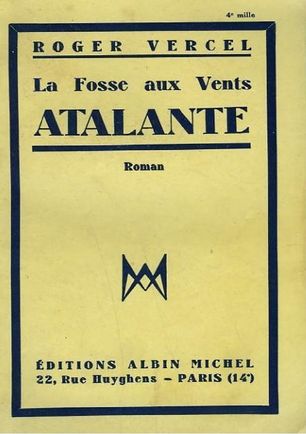 4e mille
ROGER VERCEL
La Fosse aux Vents
ATALANTE
Roman
ÉDITIONS ALBIN MICHEL
22, Rue Huyghens — PARIS (14e)